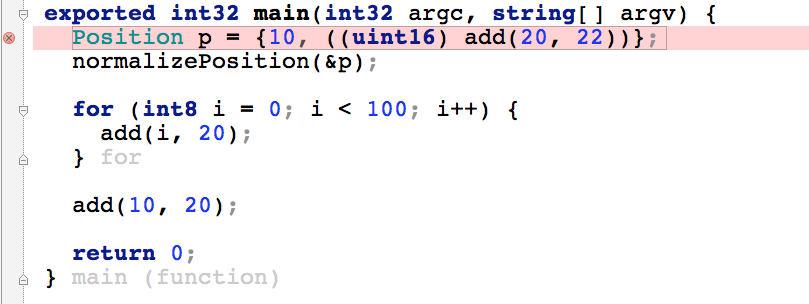 exported int32 main(int32 argc, string[] argv) {
  Position p = {10, ((uint16) add(20, 22))};
  normalizePosition(&p);
  for (int8 i = 0; i < 100; i++) {
    add(i, 20);
  } for
  add(10, 20);
  return 0;
} main (function)